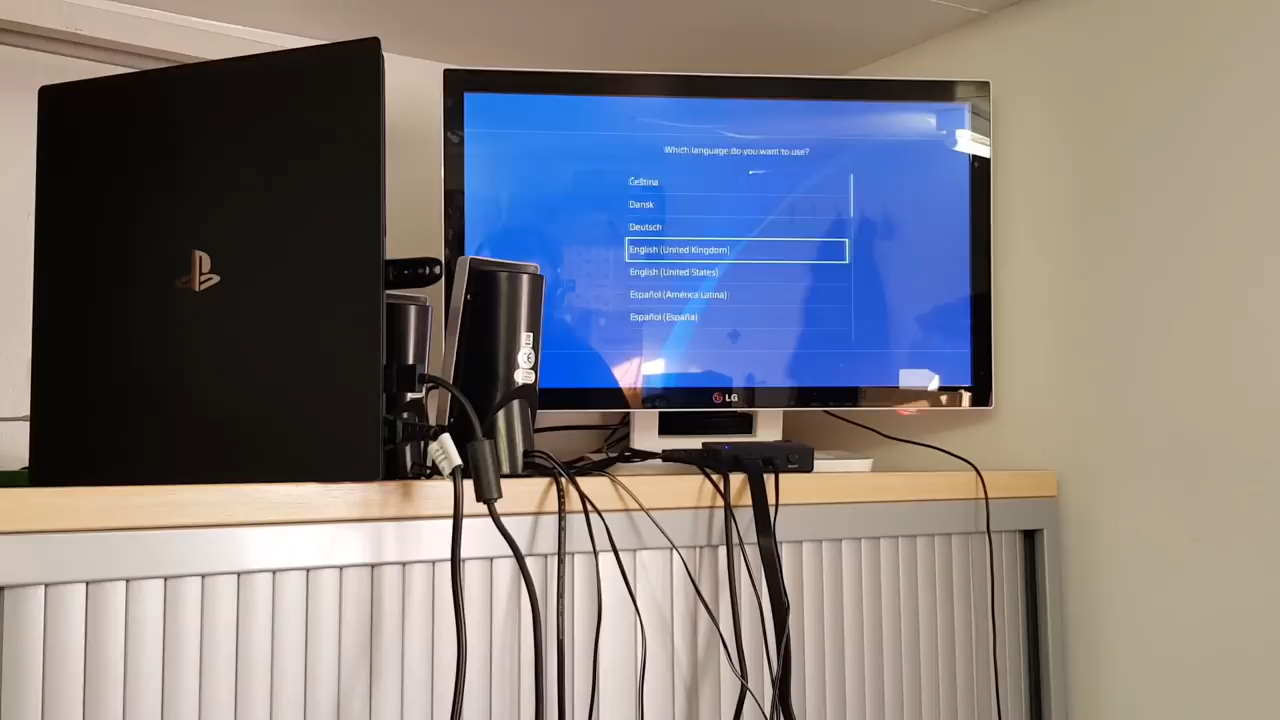 Which language do you want to use?
Čeština
Dansk
Deutsch
English (United Kingdom)
English (United States)
Español (América Latina)
Español (España)
LG
CE